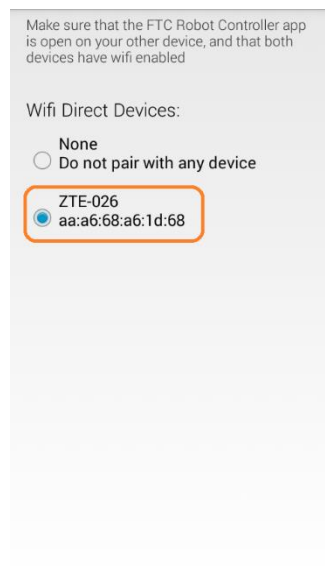 Make sure that the FTC Robot Controller app
is open on your other device, and that both
devices have wifi enabled
Wifi Direct Devices:
None
Do not pair with any device
ZTE-026
aa:a6:68:a6:1d:68